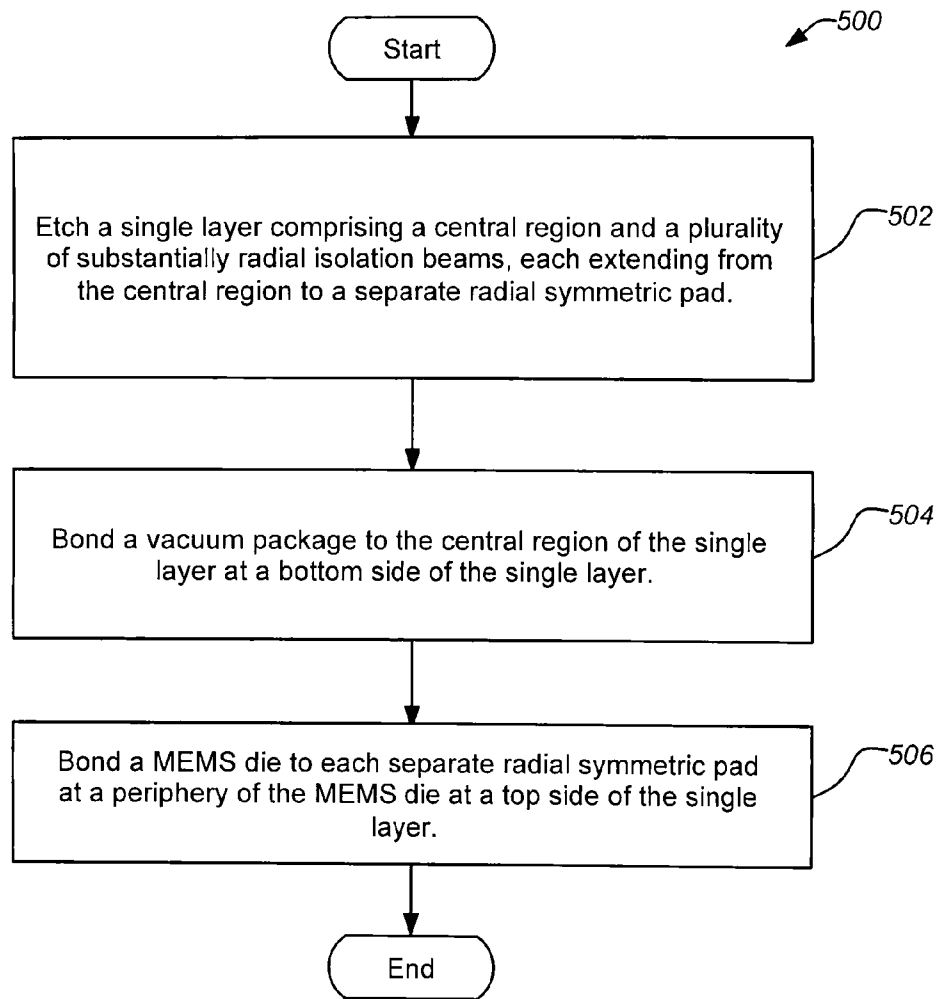 500
Start
Etch a single layer comprising a central region and a plurality
of substantially radial isolation beams, each extending from
the central region to a separate radial symmetric pad.
502
Bond a vacuum package to the central region of the single
layer at a bottom side of the single layer.
504
Bond a MEMS die to each separate radial symmetric pad
at a periphery of the MEMS die at a top side of the single
layer.
506
End